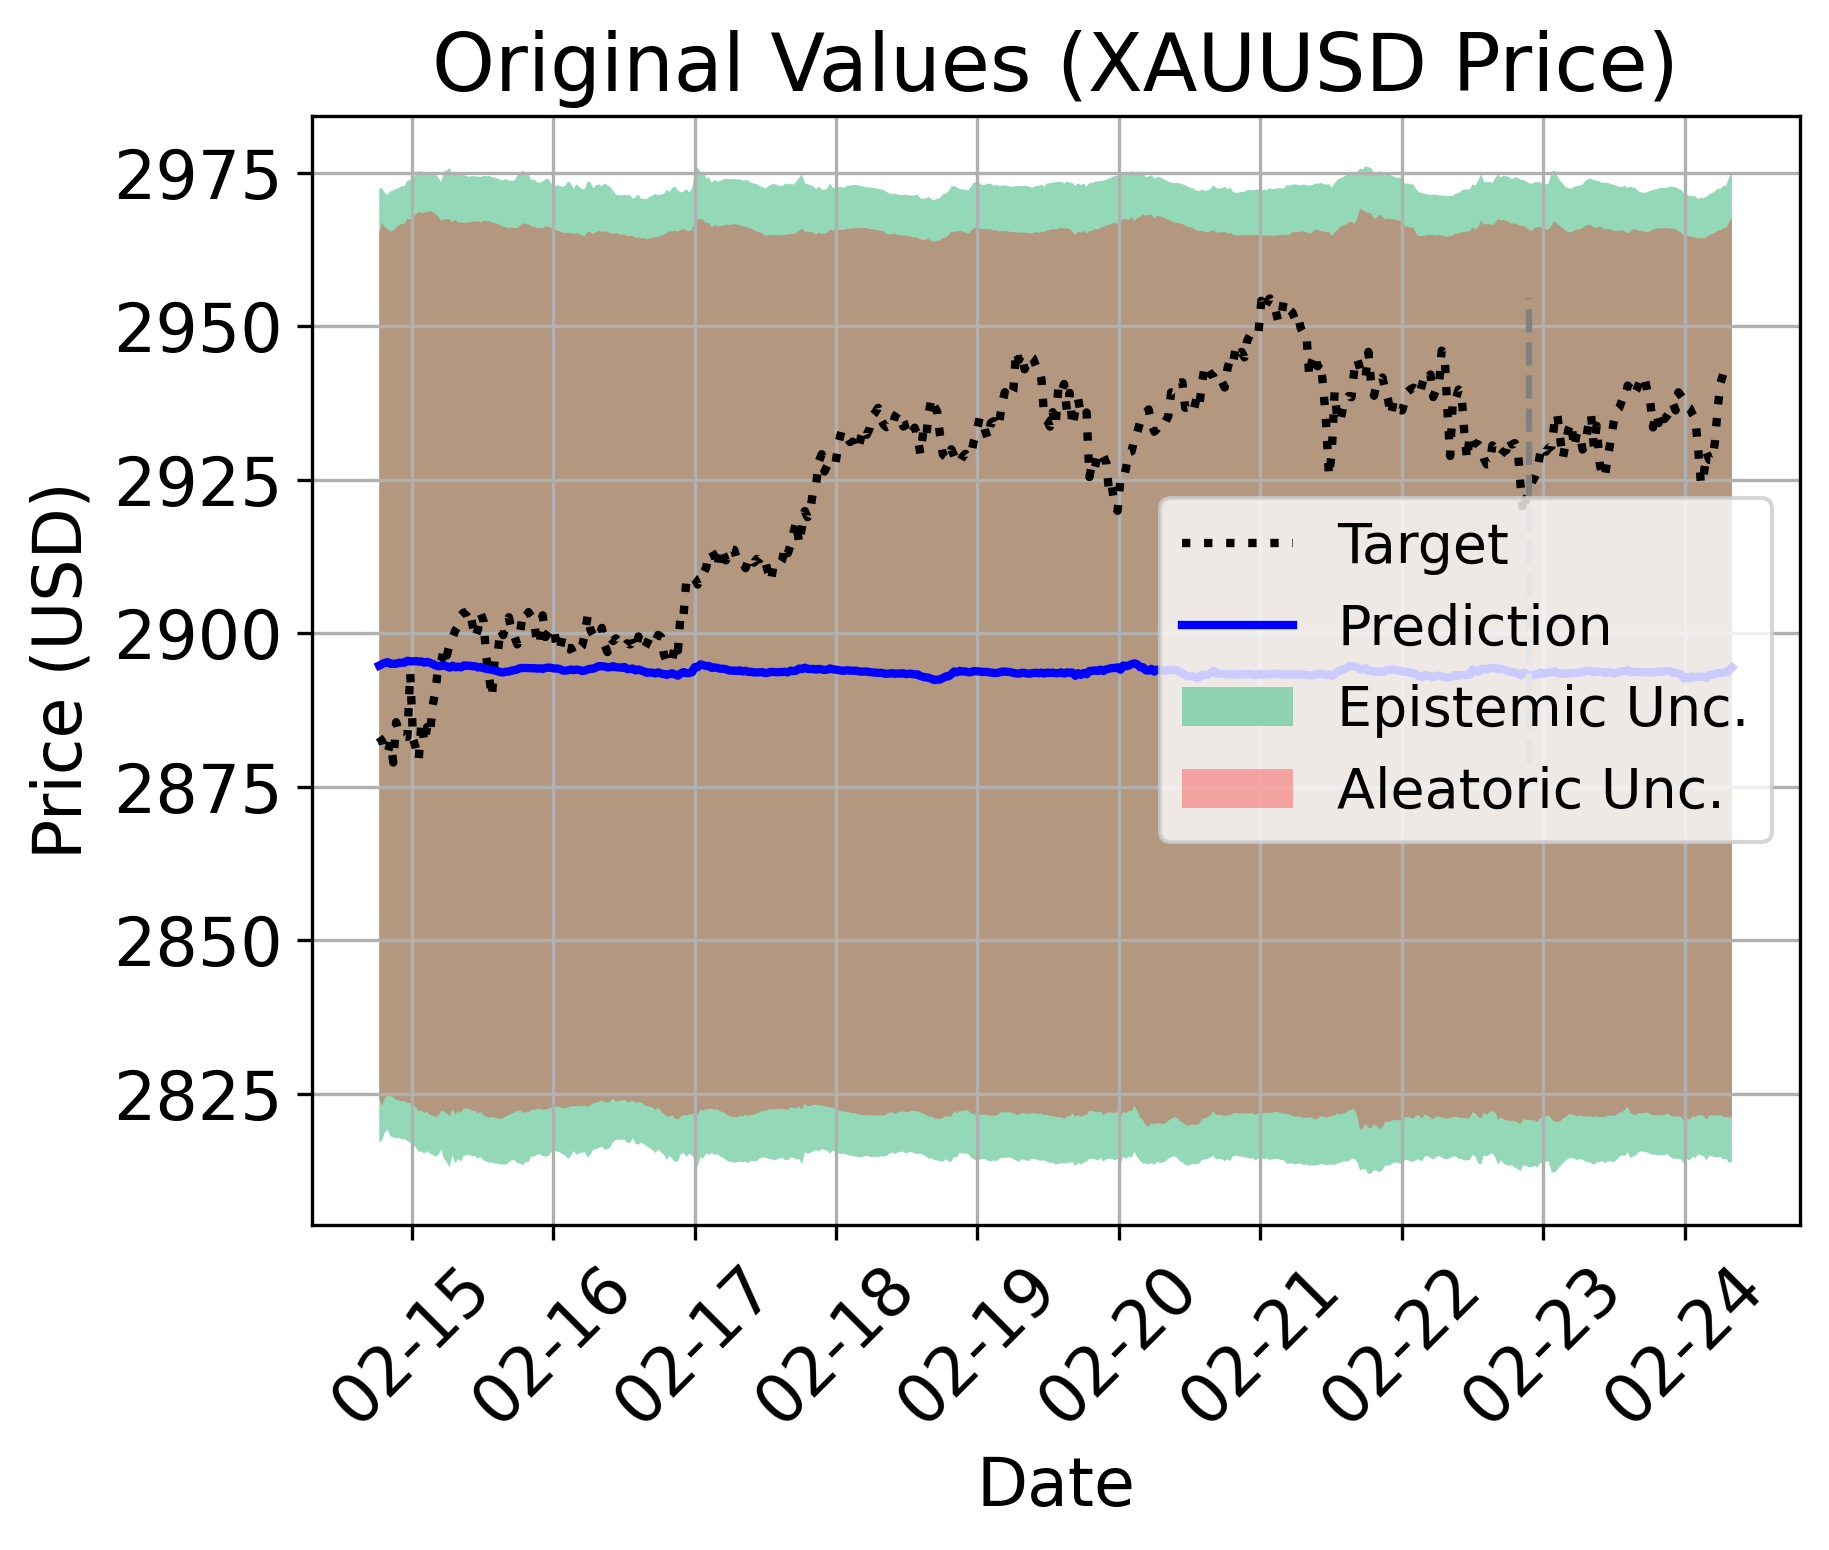 Original Values (XAUUSD Price)
Price (USD)
2975
2950
2925
2900
2875
2850
2825
Target
Prediction
Epistemic Unc.
Aleatoric Unc.
02-15
02-16
02-17
02-18
02-19
02-20
02-21
02-22
02-23
02-24
Date